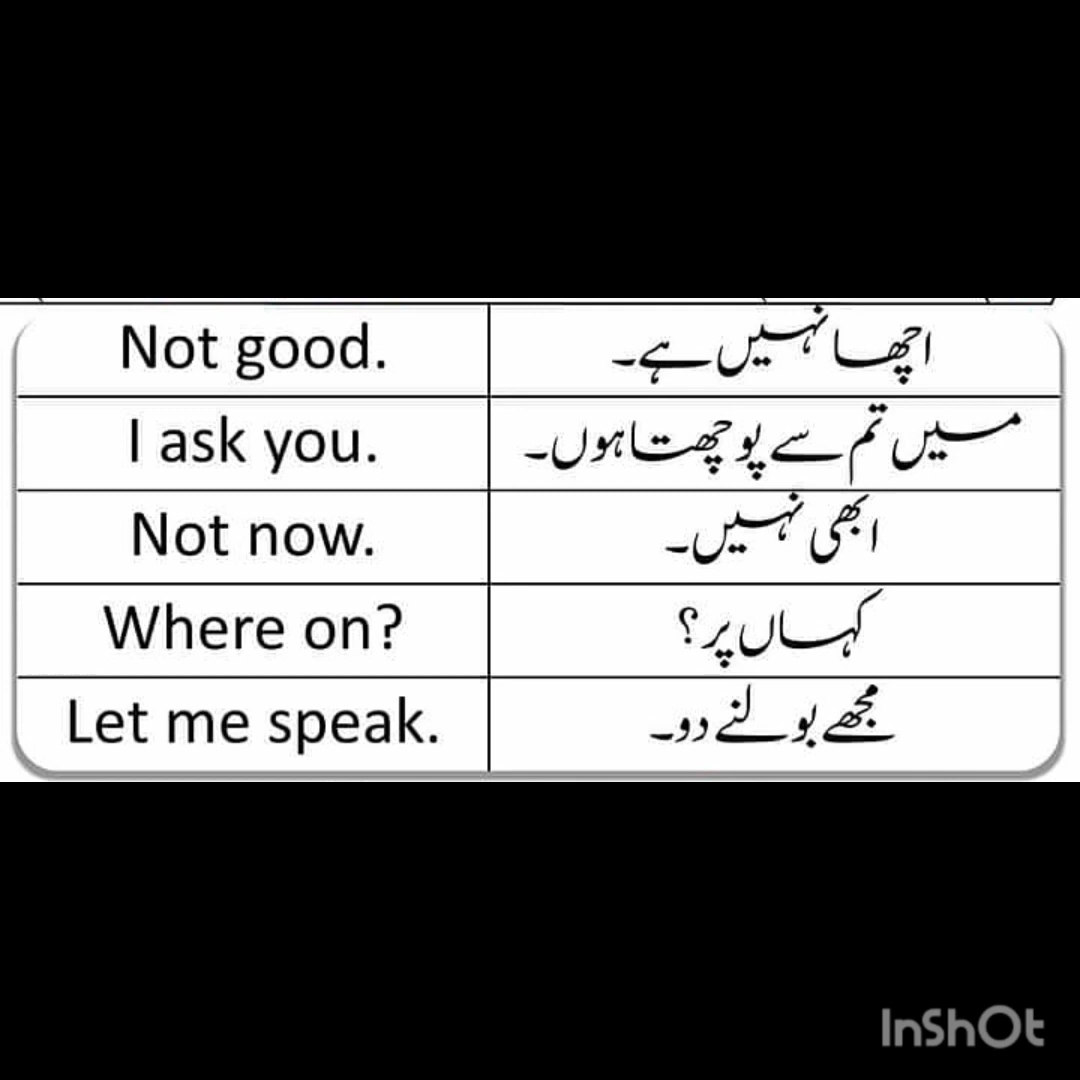 Not good. اچھا نہیں ہے۔
I ask you. میں تم سے پوچھتا ہوں۔
Not now. ابھی نہیں۔
Where on? کہاں پر؟
Let me speak. مجھے بولنے دو۔
InShOt